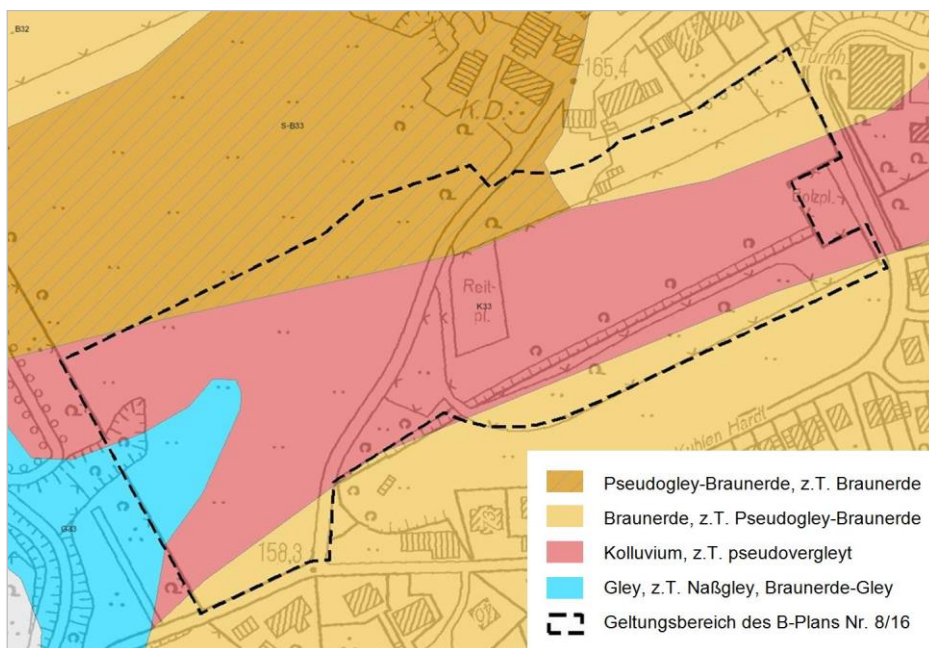 B32
165,4
Turnh.
K.D.
S-B33
Bolzpl.
Reit-
K33
pl.
Kuhlen Hardt
G33
158,3
Pseudogley-Braunerde, z.T. Braunerde
Braunerde, z.T. Pseudogley-Braunerde
Kolluvium, z.T. pseudovergleyt
Gley, z.T. Naßgley, Braunerde-Gley
Geltungsbereich des B-Plans Nr. 8/16